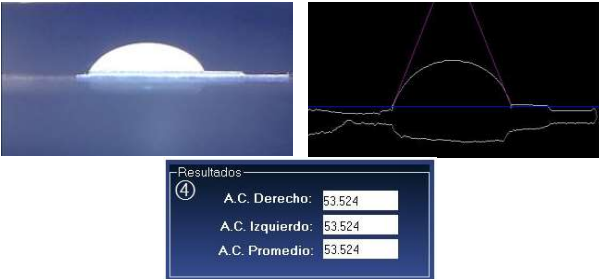 Resultados
④
A.C. Derecho: 53.524
A.C. Izquierdo: 53.524
A.C. Promedio: 53.524